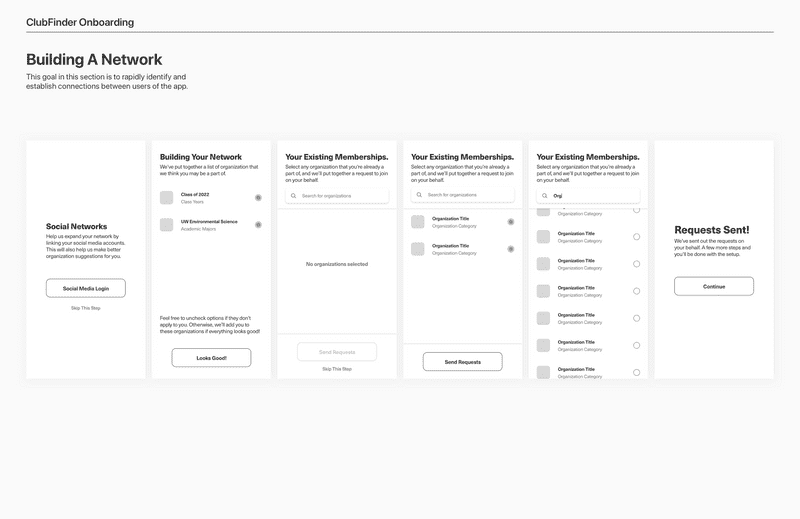 ClubFinder Onboarding
Building A Network
This goal in this section is to rapidly identify and
establish connections between users of the app.
Social Networks
Help us expand your network by
linking your social media accounts.
This will also help us make better
organization suggestions for you.
Social Media Login
Skip This Step
Building Your Network
We've put together a list of organization that
we think you may be a part of.
Class of 2022
Class Years
UW Environmental Science
Academic Majors
Feel free to uncheck options if they don't
apply to you. Otherwise, we'll add you to
these organizations if everything looks good!
Looks Good!
Your Existing Memberships.
Select any organization that you're already a
part of, and we'll put together a request to join
on your behalf.
Search for organizations
No organizations selected
Send Requests
Skip This Step
Your Existing Memberships.
Select any organization that you're already a
part of, and we'll put together a request to join
on your behalf.
Search for organizations
Organization Title
Organization Category
Organization Title
Organization Category
Send Requests
Your Existing Memberships.
Select any organization that you're already a
part of, and we'll put together a request to join
on your behalf.
Org
Organization Category
Organization Title
Organization Category
Organization Title
Organization Category
Organization Title
Organization Category
Organization Title
Organization Category
Organization Title
Organization Category
Organization Title
Organization Category
Requests Sent!
We've sent out the requests on
your behalf. A few more steps and
you'll be done with the setup.
Continue